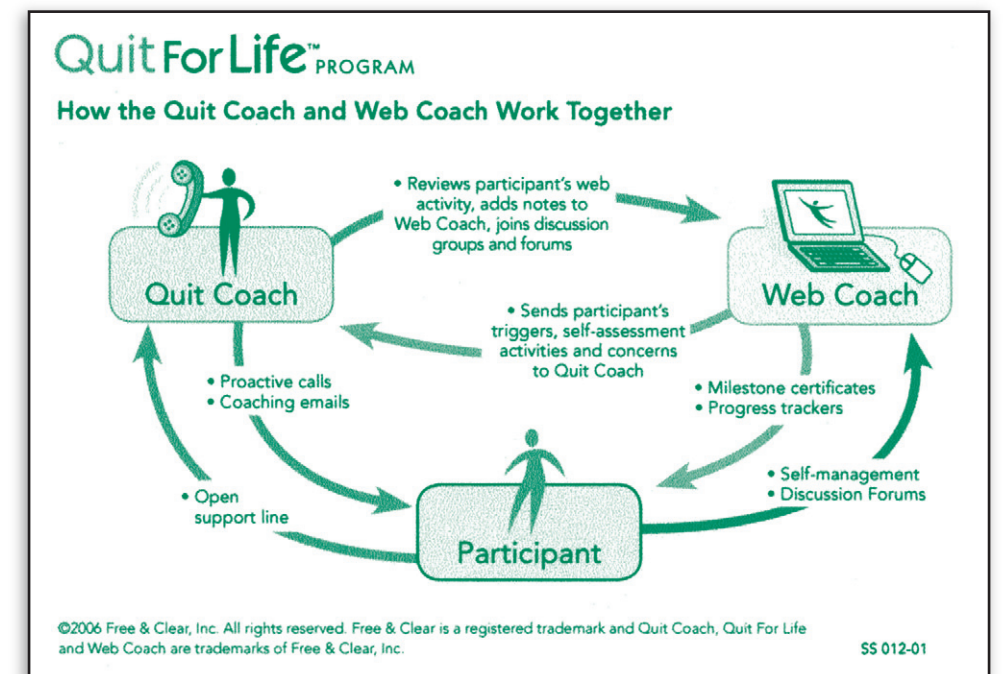 Quit For Life™ PROGRAM
How the Quit Coach and Web Coach Work Together
• Reviews participant's web
activity, adds notes to
Web Coach, joins discussion
groups and forums
Quit Coach
Web Coach
• Sends participant's
triggers, self-assessment
activities and concerns
to Quit Coach
• Proactive calls
• Coaching emails
• Milestone certificates
• Progress trackers
• Open
support line
• Self-management
• Discussion Forums
Participant
©2006 Free & Clear, Inc. All rights reserved. Free & Clear is a registered trademark and Quit Coach, Quit For Life
and Web Coach are trademarks of Free & Clear, Inc.
SS 012-01